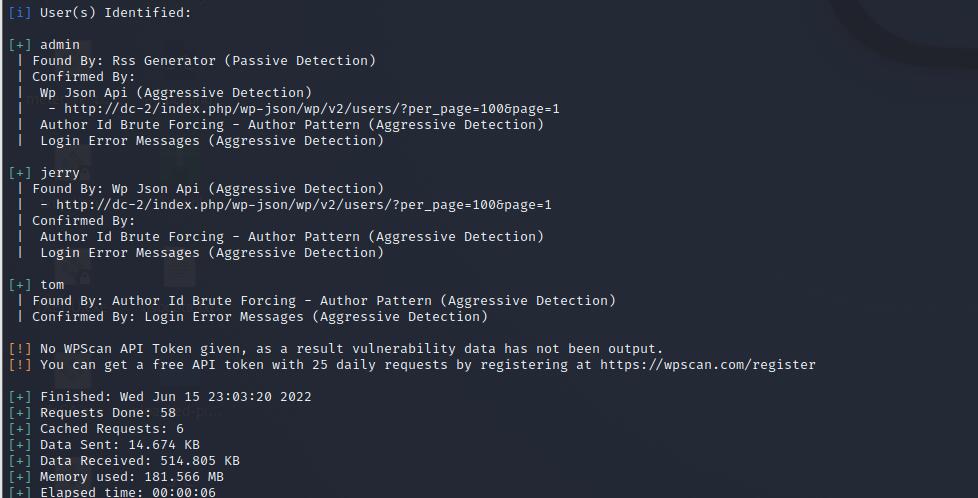 [i] User(s) Identified:
[+] admin
| Found By: Rss Generator (Passive Detection)
| Confirmed By:
|  Wp Json Api (Aggressive Detection)
|   - http://dc-2/index.php/wp-json/wp/v2/users/?per_page=100&page=1
|  Author Id Brute Forcing - Author Pattern (Aggressive Detection)
|  Login Error Messages (Aggressive Detection)
[+] jerry
| Found By: Wp Json Api (Aggressive Detection)
|  - http://dc-2/index.php/wp-json/wp/v2/users/?per_page=100&page=1
| Confirmed By:
|  Author Id Brute Forcing - Author Pattern (Aggressive Detection)
|  Login Error Messages (Aggressive Detection)
[+] tom
| Found By: Author Id Brute Forcing - Author Pattern (Aggressive Detection)
| Confirmed By: Login Error Messages (Aggressive Detection)
[!] No WPScan API Token given, as a result vulnerability data has not been output.
[!] You can get a free API token with 25 daily requests by registering at https://wpscan.com/register
[+] Finished: Wed Jun 15 23:03:20 2022
[+] Requests Done: 58
[+] Cached Requests: 6
[+] Data Sent: 14.674 KB
[+] Data Received: 514.805 KB
[+] Memory used: 181.566 MB
[+] Elapsed time: 00:00:06